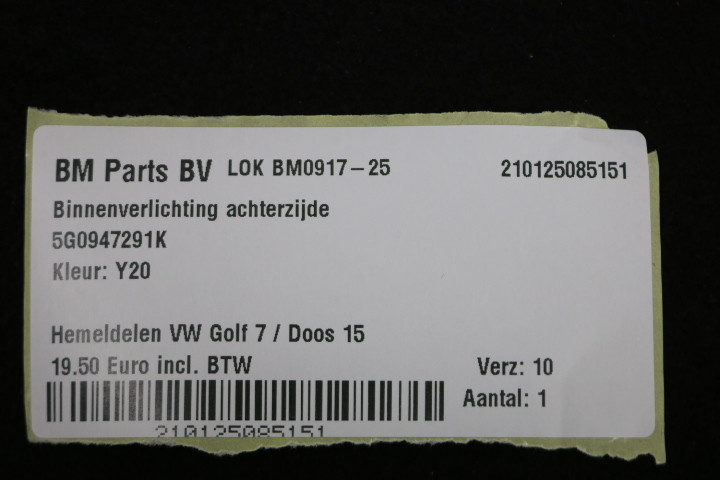 BM Parts BV LOK BM0917-25 210125085151
Binnenverlichting achterzijde
5G0947291K
Kleur: Y20
Hemeldelen VW Golf 7 / Doos 15
19.50 Euro incl. BTW Verz: 10
Aantal: 1
210125085151